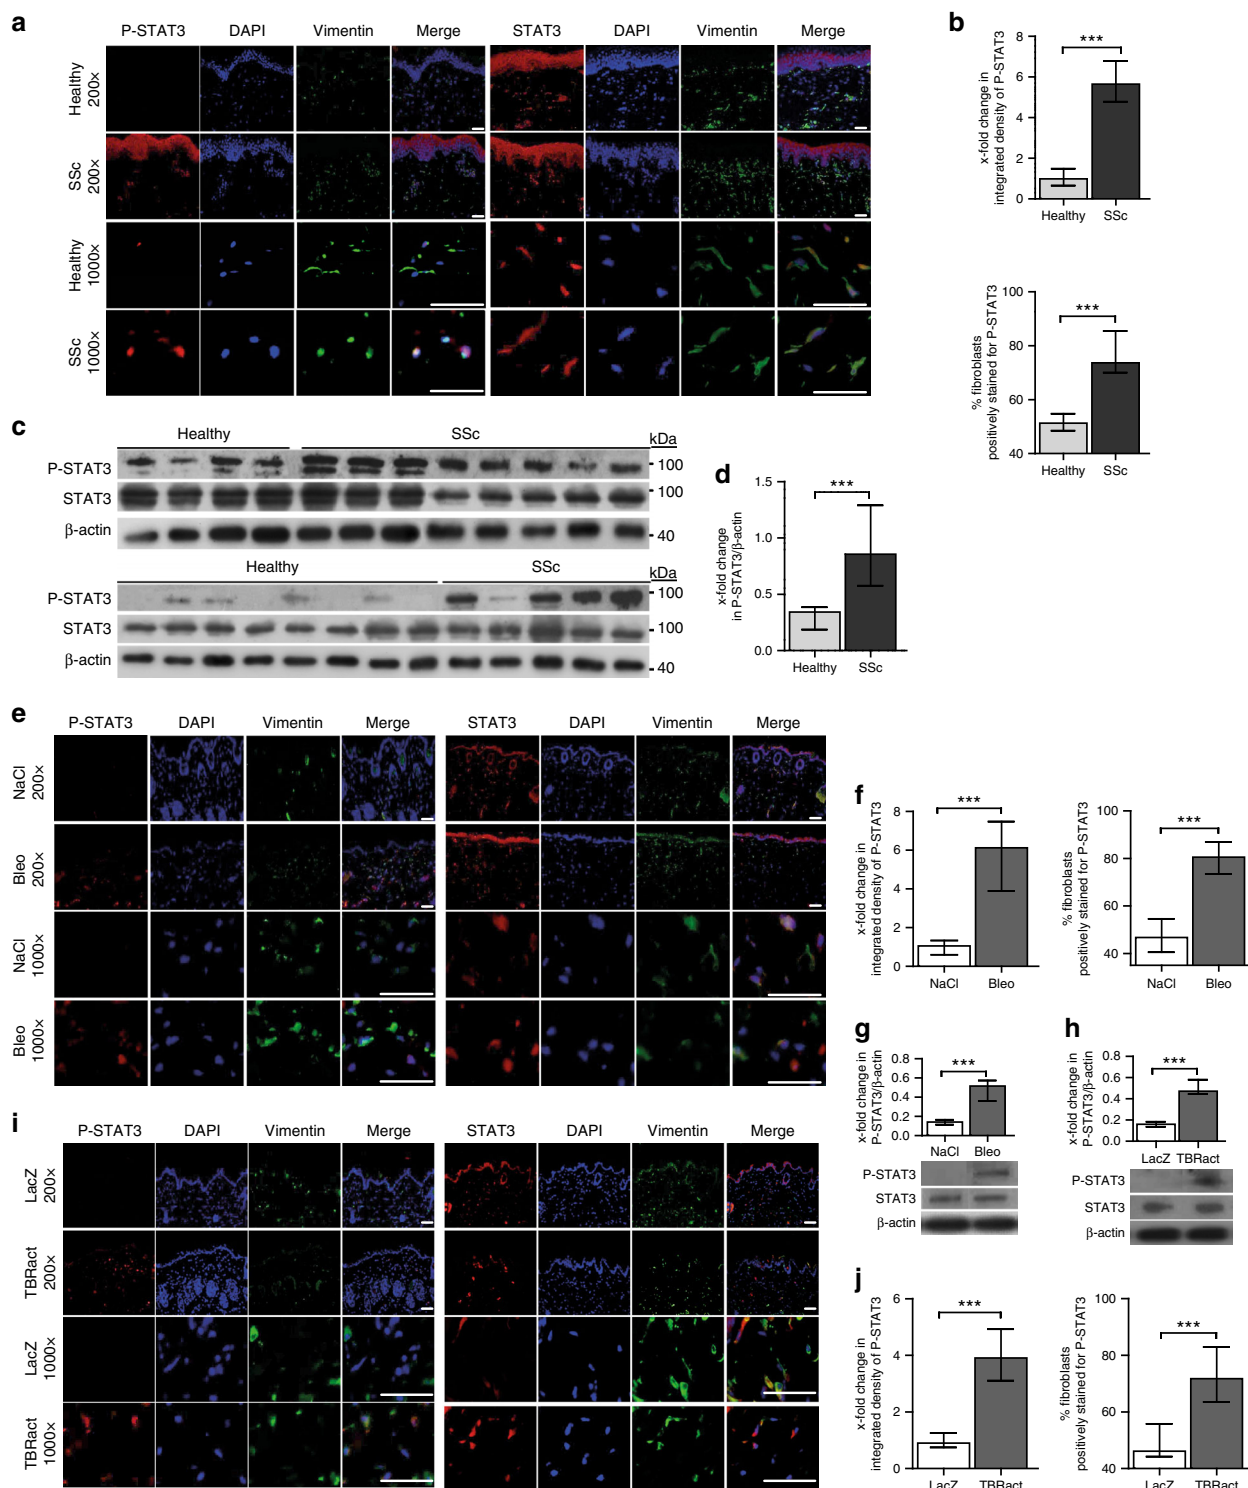 a
P-STAT3 DAPI Vimentin Merge STAT3 DAPI Vimentin Merge
Healthy 200×
SSc 200×
Healthy 1000×
SSc 1000×
b
x-fold change in
integrated density of P-STAT3
8
6
4
2
0
***
Healthy SSc
% fibroblasts
positively stained for P-STAT3
100
80
60
40
***
Healthy SSc
c
Healthy SSc kDa
P-STAT3 100
STAT3 100
β-actin 40
Healthy SSc kDa
P-STAT3 100
STAT3 100
β-actin 40
d
x-fold change
in P-STAT3/β-actin
1.5
1.0
0.5
0.0
***
Healthy SSc
e
P-STAT3 DAPI Vimentin Merge STAT3 DAPI Vimentin Merge
NaCl 200×
Bleo 200×
NaCl 1000×
Bleo 1000×
f
x-fold change in
integrated density of P-STAT3
8
6
4
2
0
***
NaCl Bleo
% fibroblasts
positively stained for P-STAT3
100
80
60
40
***
NaCl Bleo
g
x-fold change in
P-STAT3/β-actin
0.8
0.6
0.4
0.2
0.0
***
NaCl Bleo
P-STAT3
STAT3
β-actin
h
x-fold change in
P-STAT3/β-actin
0.8
0.6
0.4
0.2
0.0
***
LacZ TBRact
P-STAT3
STAT3
β-actin
i
P-STAT3 DAPI Vimentin Merge STAT3 DAPI Vimentin Merge
LacZ 200×
TBRact 200×
LacZ 1000×
TBRact 1000×
j
x-fold change in
integrated density of P-STAT3
6
4
2
0
***
LacZ TBRact
% fibroblasts
positively stained for P-STAT3
100
80
60
40
***
LacZ TBRact